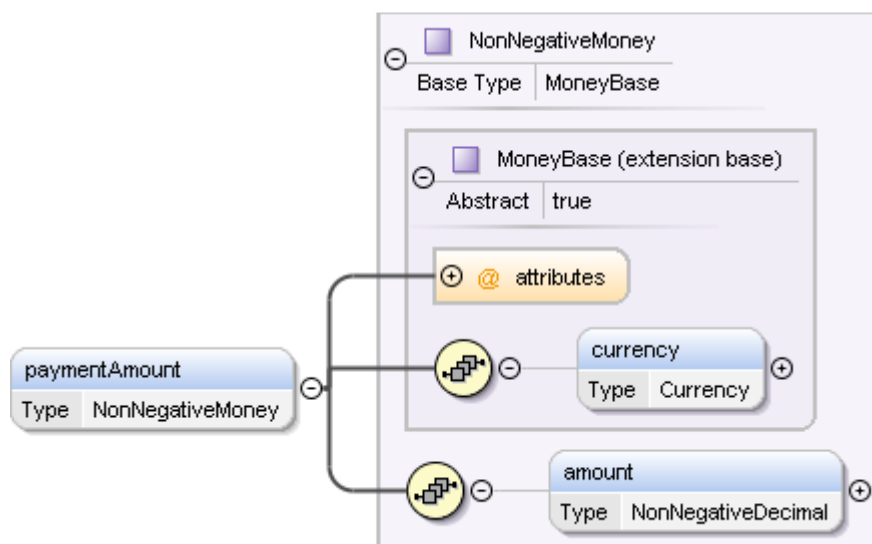 NonNegativeMoney
Base Type MoneyBase
MoneyBase (extension base)
Abstract true
@ attributes
currency
Type Currency
paymentAmount
Type NonNegativeMoney
amount
Type NonNegativeDecimal